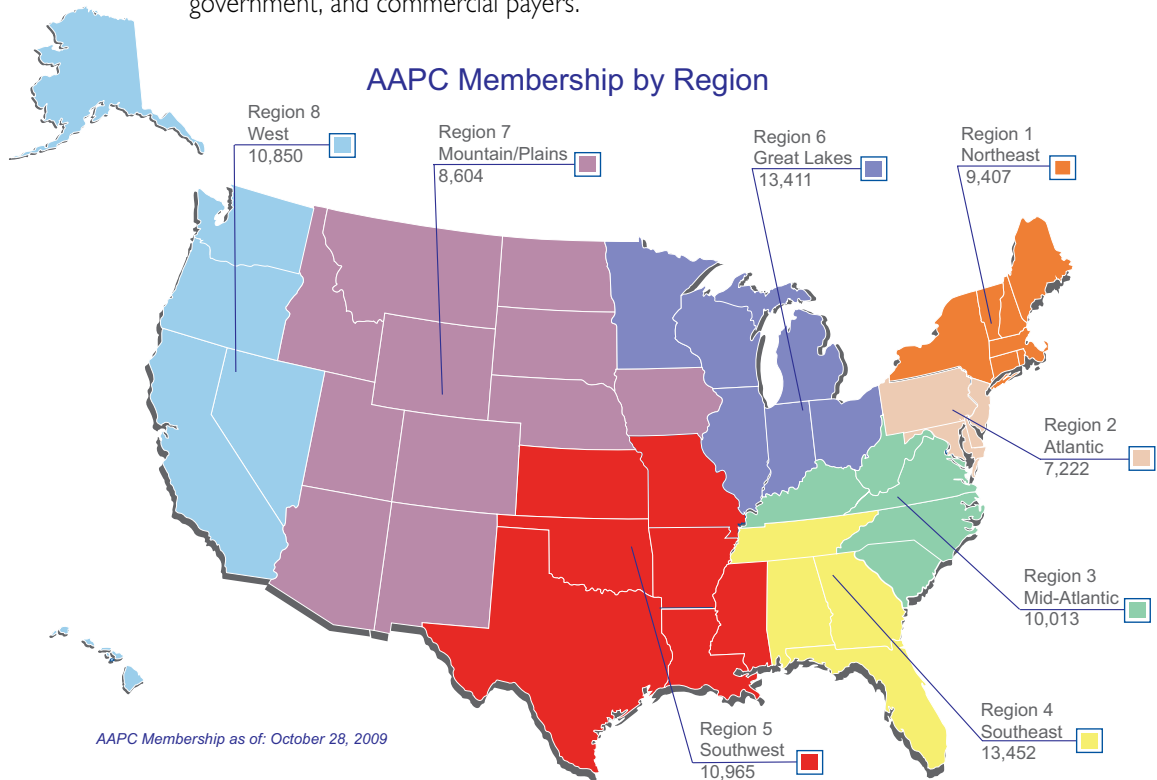 government, and commercial payers.
AAPC Membership by Region
Region 8
West
10,850
Region 7
Mountain/Plains
8,604
Region 6
Great Lakes
13,411
Region 1
Northeast
9,407
Region 2
Atlantic
7,222
Region 3
Mid-Atlantic
10,013
Region 4
Southeast
13,452
Region 5
Southwest
10,965
AAPC Membership as of: October 28, 2009